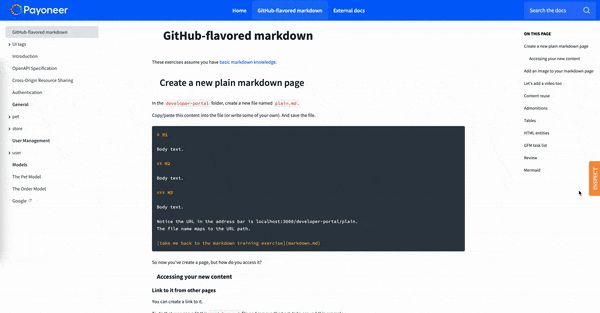 Payoneer
Home
GitHub-flavored markdown
External docs
Search the docs
GitHub-flavored markdown
UI tags
Introduction
OpenAPI Specification
Cross-Origin Resource Sharing
Authentication
General
pet
store
User Management
user
Models
The Pet Model
The Order Model
Google
GitHub-flavored markdown
These exercises assume you have basic markdown knowledge.
Create a new plain markdown page
In the developer-portal folder, create a new file named plain.md.
Copy/paste this content into the file (or write some of your own). And save the file.
# H1
Body text.
## H2
Body text.
### H3
Body text.
Notice the URL in the address bar is localhost:3000/developer-portal/plain.
The file name maps to the URL path.
[take me back to the markdown training exercise](markdown.md)
So now you've create a page, but how do you access it?
Accessing your new content
Link to it from other pages
You can create a link to it.
ON THIS PAGE
Create a new plain markdown page
Accessing your new content
Add an image to your markdown page
Let's add a video too
Content reuse
Admonitions
Tables
HTML entities
GFM task list
Review
Mermaid
INSPECT